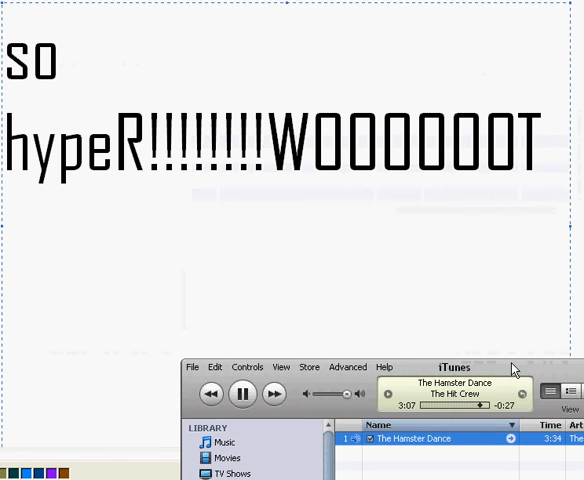 so
hypeR!!!!!!!!WOOOOOOT
File Edit Controls View Store Advanced Help iTunes
The Hamster Dance
The Hit Crew
3:07 -0:27
View
LIBRARY
Name Time Art
1 The Hamster Dance 3:34 The
Music
Movies
TV Shows